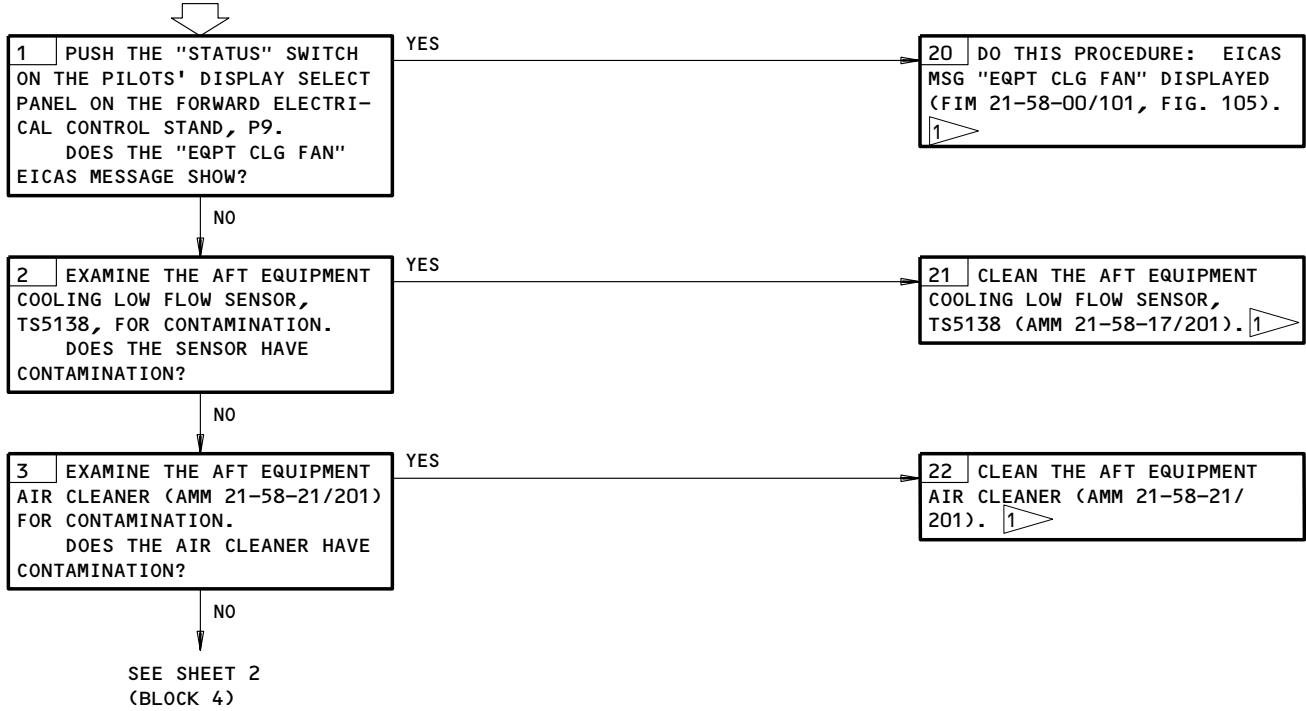 1 PUSH THE "STATUS" SWITCH
ON THE PILOTS' DISPLAY SELECT
PANEL ON THE FORWARD ELECTRI-
CAL CONTROL STAND, P9.
DOES THE "EQPT CLG FAN"
EICAS MESSAGE SHOW?
YES
20 DO THIS PROCEDURE: EICAS
MSG "EQPT CLG FAN" DISPLAYED
(FIM 21-58-00/101, FIG. 105).
1
NO
2 EXAMINE THE AFT EQUIPMENT
COOLING LOW FLOW SENSOR,
TS5138, FOR CONTAMINATION.
DOES THE SENSOR HAVE
CONTAMINATION?
YES
21 CLEAN THE AFT EQUIPMENT
COOLING LOW FLOW SENSOR,
TS5138 (AMM 21-58-17/201). 1
NO
3 EXAMINE THE AFT EQUIPMENT
AIR CLEANER (AMM 21-58-21/201)
FOR CONTAMINATION.
DOES THE AIR CLEANER HAVE
CONTAMINATION?
YES
22 CLEAN THE AFT EQUIPMENT
AIR CLEANER (AMM 21-58-21/
201). 1
NO
SEE SHEET 2
(BLOCK 4)